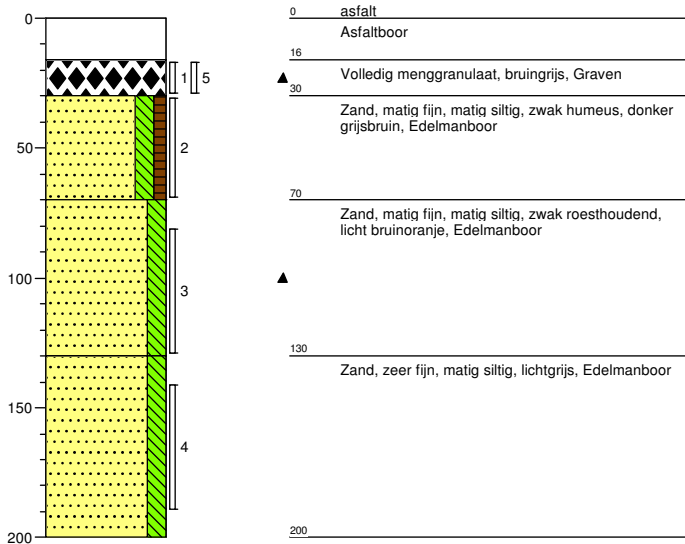 0
0
asfalt
Asfaltboor
16
1
5
Volledig menggranulaat, bruingrijs, Graven
30
Zand, matig fijn, matig siltig, zwak humeus, donker
grijsbruin, Edelmanboor
50
2
70
Zand, matig fijn, matig siltig, zwak roesthoudend,
licht bruinoranje, Edelmanboor
100
3
130
Zand, zeer fijn, matig siltig, lichtgrijs, Edelmanboor
150
4
200
200